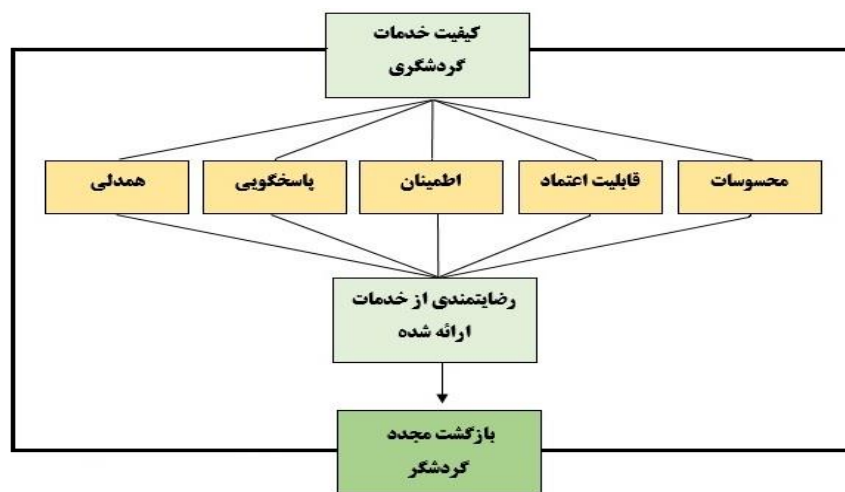 کیفیت خدمات
گردشگری
محسوسات
قابلیت اعتماد
اطمینان
پاسخگویی
همدلی
رضایتمندی از خدمات
ارائه شده
بازگشت مجدد
گردشگر